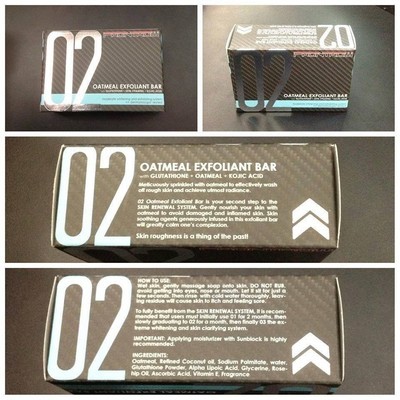 02
FRONTROW
OATMEAL EXFOLIANT BAR
02
FRONTROW
02
OATMEAL EXFOLIANT BAR
02
OATMEAL EXFOLIANT BAR
with GLUTATHIONE • OATMEAL • KOJIC ACID
Meticulously sprinkled with oatmeal to effectively wash
off rough skin and achieve utmost radiance.
02 Oatmeal Exfoliant Bar is your second step to the
SKIN RENEWAL SYSTEM. Gently nourish your skin with
oatmeal to avoid damaged and inflamed skin. Skin
soothing agents generously infused in this exfoliant bar
will greatly calm one's complexion.
Skin roughness is a thing of the past!
02
HOW TO USE:
Wet skin, gently massage soap onto skin. DO NOT RUB.
avoid getting into eyes, nose or mouth. Let it sit for just a
few seconds. Then rinse with cold water thoroughly, leav-
ing residues will cause skin to itch and feeling sore.
To fully benefit from the SKIN RENEWAL SYSTEM, it is recom-
mended that users must initially use 01 for 2 months, then
slowly graduating to 02 for a month, then finally 03 the ex-
treme whitening and skin clarifying system.
IMPORTANT: Applying moisturizer with Sunblock is highly
recommended.
INGREDIENTS:
Oatmeal, Refined Coconut oil, Sodium Palmitate, water,
Glutathione Powder, Alpha Lipoic Acid, Glycerine, Rose-
hip Oil, Ascorbic Acid, Vitamin E, Fragrance